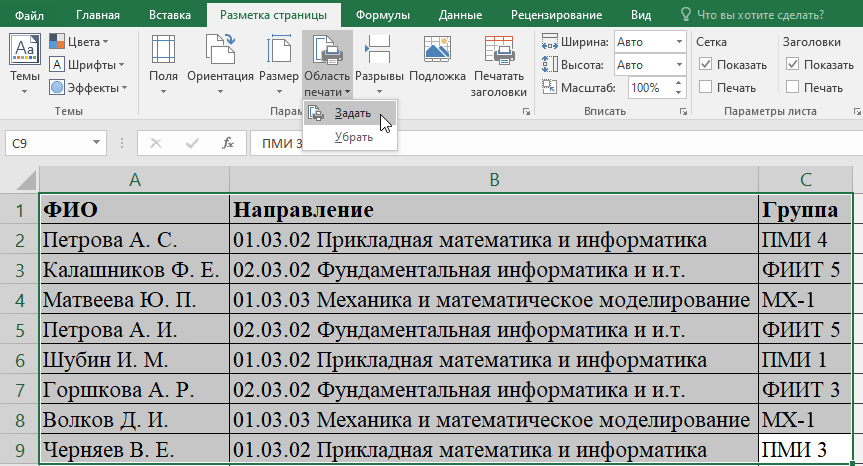 Файл Главная Вставка Разметка страницы Формулы Данные Рецензирование Вид Что вы хотите сделать?
Цвета Ширина: Авто Сетка Заголовки
Шрифты Высота: Авто Показать Показать
Эффекты Масштаб: 100% Печать Печать
Темы Поля Ориентация Размер Область печати Разрывы Подложка Печатать заголовки
Темы Парам Вписать Параметры листа
Задать
Убрать
C9 fx ПМИ 3
A B C
1 ФИО Направление Группа
2 Петрова А. С. 01.03.02 Прикладная математика и информатика ПМИ 4
3 Калашников Ф. Е. 02.03.02 Фундаментальная информатика и и.т. ФИИТ 5
4 Матвеева Ю. П. 01.03.03 Механика и математическое моделирование МХ-1
5 Петрова А. И. 02.03.02 Фундаментальная информатика и и.т. ФИИТ 5
6 Шубин И. М. 01.03.02 Прикладная математика и информатика ПМИ 1
7 Горшкова А. Р. 02.03.02 Фундаментальная информатика и и.т. ФИИТ 3
8 Волков Д. И. 01.03.03 Механика и математическое моделирование МХ-1
9 Черняев В. Е. 01.03.02 Прикладная математика и информатика ПМИ 3